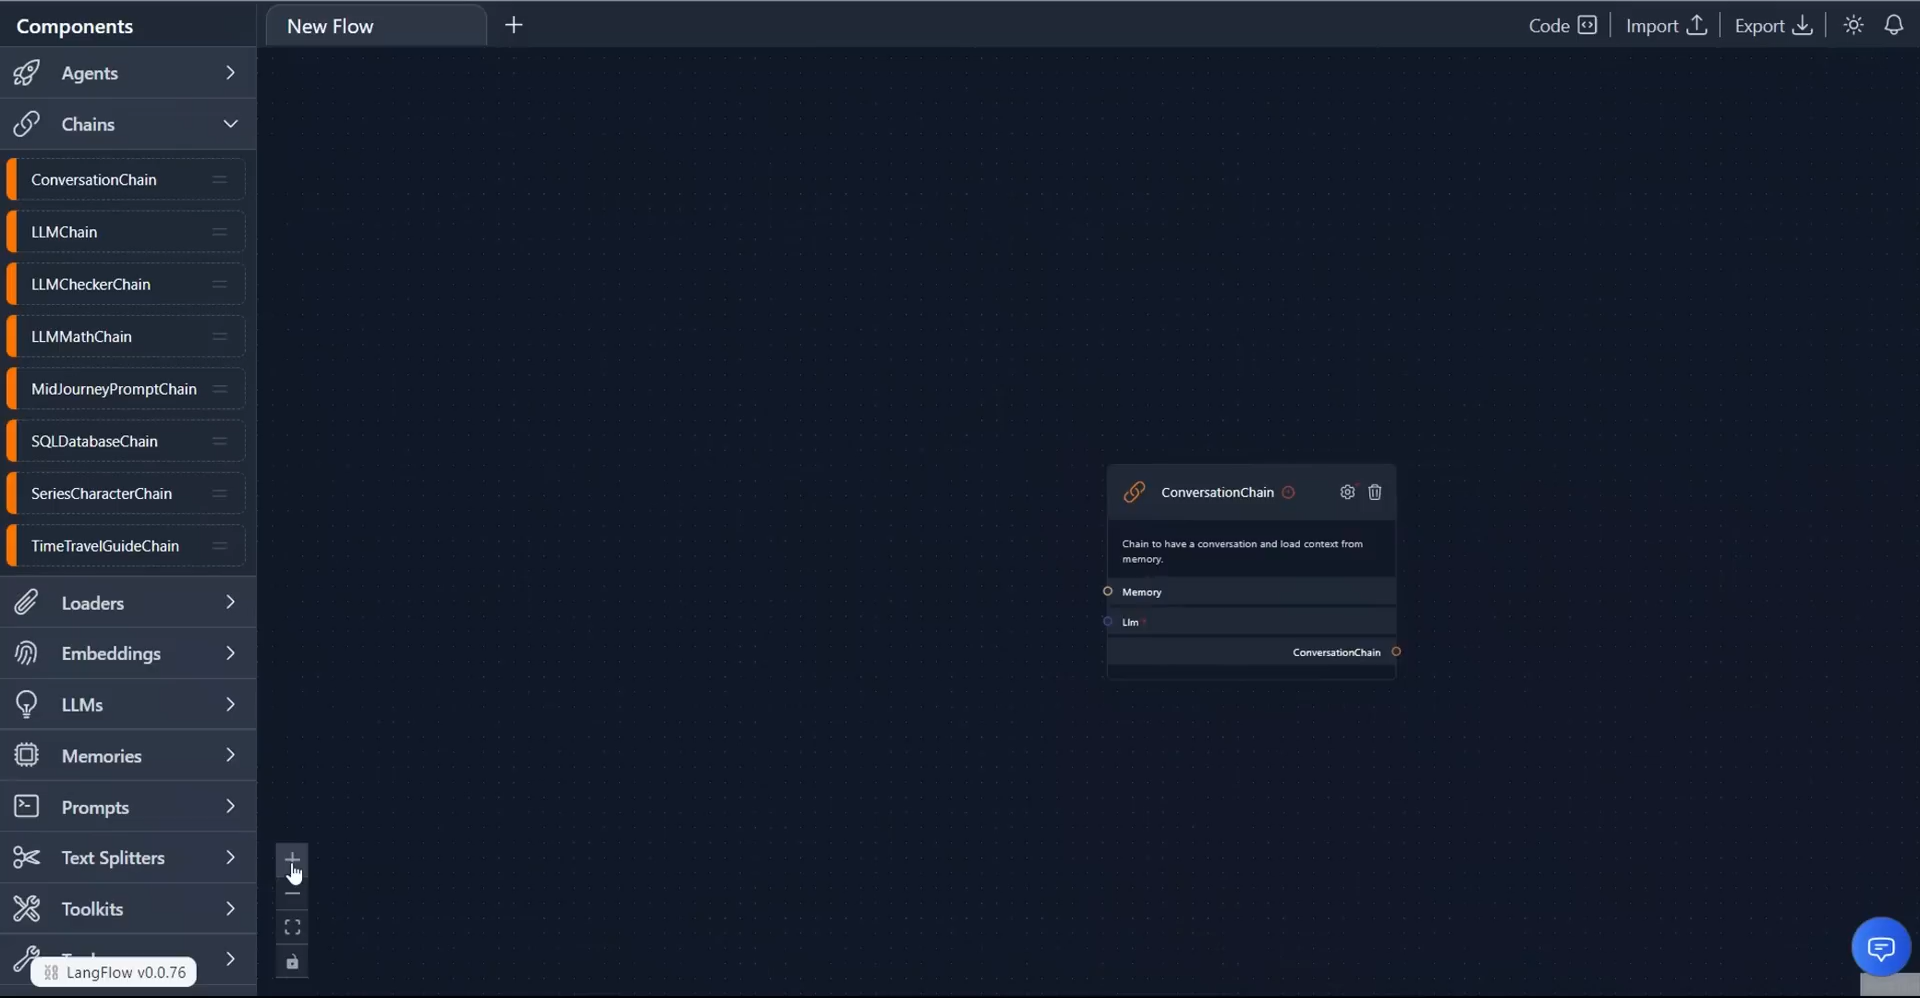 Components
New Flow
Code
Import
Export
Agents
Chains
ConversationChain
LLMChain
LLMCheckerChain
LLMMathChain
MidJourneyPromptChain
SQLDatabaseChain
SeriesCharacterChain
TimeTravelGuideChain
Loaders
Embeddings
LLMs
Memories
Prompts
Text Splitters
Toolkits
LangFlow v0.0.76
ConversationChain
Chain to have a conversation and load context from
memory.
Memory
Llm *
ConversationChain